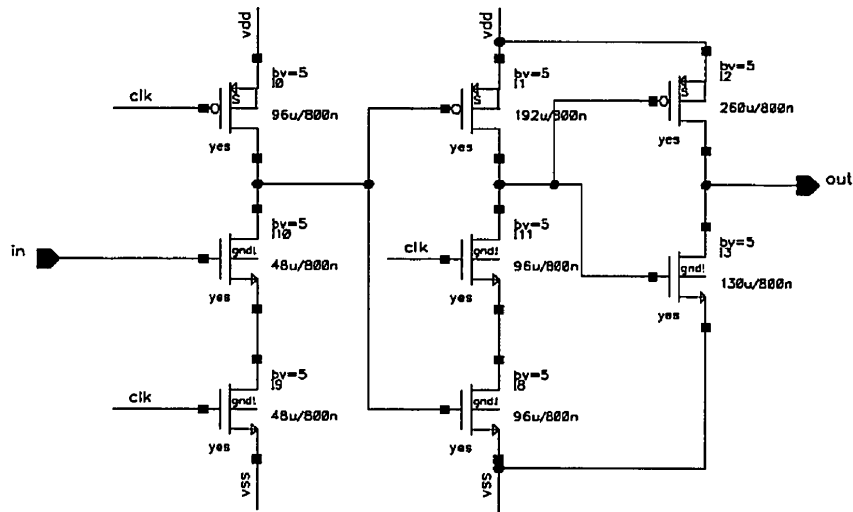 vdd
vdd
bv=5
I0
bv=5
I1
bv=5
I2
clk
S
S
S
96u/800n
192u/800n
260u/800n
yes
yes
yes
out
bv=5
I10
bv=5
I11
bv=5
I3
in
gnd!
clk
gnd!
gnd!
48u/800n
96u/800n
130u/800n
yes
yes
yes
bv=5
I9
bv=5
I8
clk
gnd!
gnd!
48u/800n
96u/800n
yes
yes
vss
vss